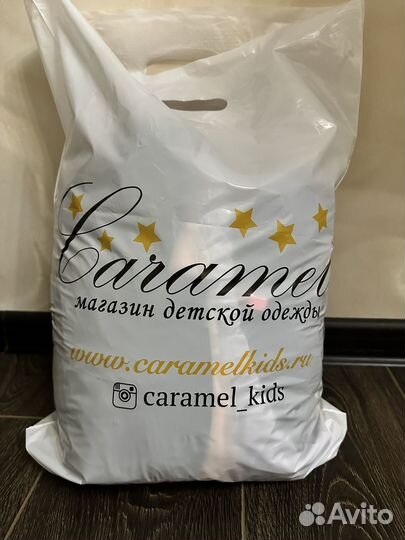 Caramel
магазин детской одежды
www.caramelkids.ru
caramel_kids
Avito